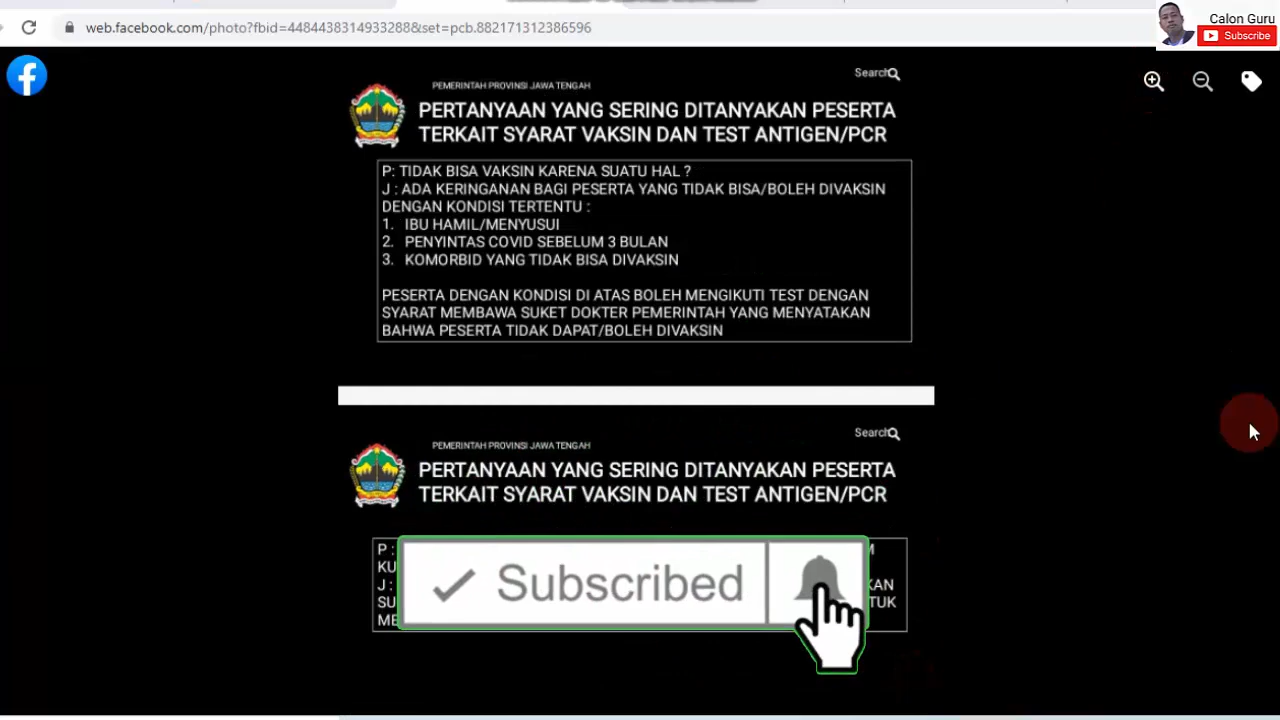 web.facebook.com/photo?fbid=4484438314933288&set=pcb.882171312386596
Calon Guru
Subscribe
Search
PEMERINTAH PROVINSI JAWA TENGAH
PERTANYAAN YANG SERING DITANYAKAN PESERTA
TERKAIT SYARAT VAKSIN DAN TEST ANTIGEN/PCR
P: TIDAK BISA VAKSIN KARENA SUATU HAL ?
J : ADA KERINGANAN BAGI PESERTA YANG TIDAK BISA/BOLEH DIVAKSIN
DENGAN KONDISI TERTENTU :
1. IBU HAMIL/MENYUSUI
2. PENYINTAS COVID SEBELUM 3 BULAN
3. KOMORBID YANG TIDAK BISA DIVAKSIN
PESERTA DENGAN KONDISI DI ATAS BOLEH MENGIKUTI TEST DENGAN
SYARAT MEMBAWA SUKET DOKTER PEMERINTAH YANG MENYATAKAN
BAHWA PESERTA TIDAK DAPAT/BOLEH DIVAKSIN
Search
PEMERINTAH PROVINSI JAWA TENGAH
PERTANYAAN YANG SERING DITANYAKAN PESERTA
TERKAIT SYARAT VAKSIN DAN TEST ANTIGEN/PCR
P :
J :
Subscribed